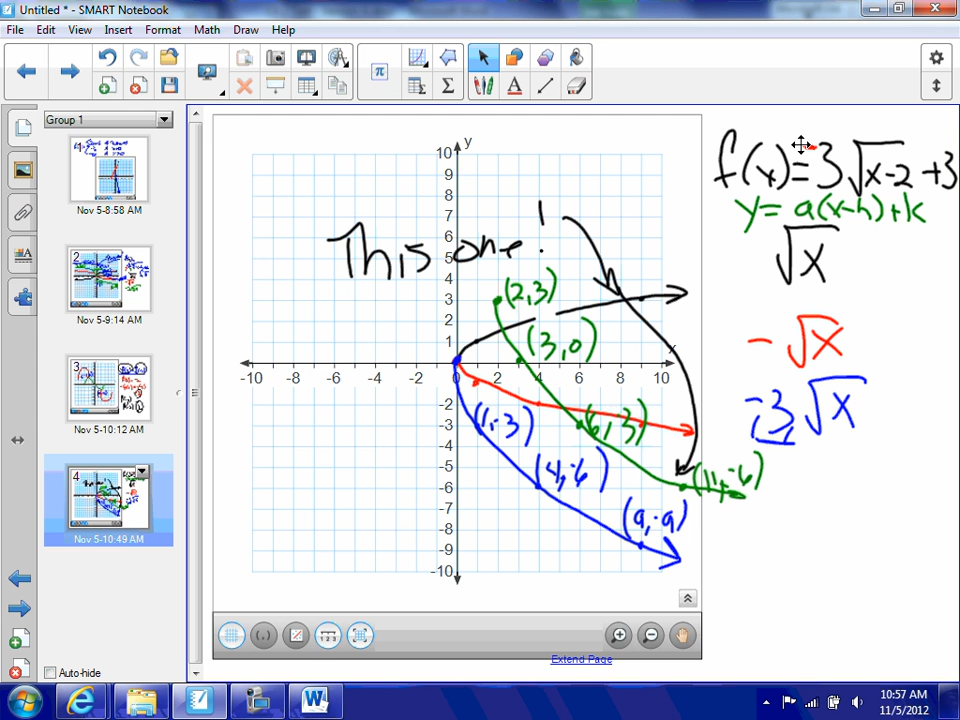 Untitled * - SMART Notebook
File Edit View Insert Format Math Draw Help
Group 1
Nov 5-8:58 AM
Nov 5-9:14 AM
Nov 5-10:12 AM
Nov 5-10:49 AM
1
2
3
4
Auto-hide
y
10
9
8
7
6
5
4
3
2
1
x
-10 -8 -6 -4 -2 0 2 4 6 8 10
-2
-3
-4
-5
-6
-7
-8
-9
-10
This one!
(2,3)
(3,0)
(6,-3)
(11,-6)
(1,-3)
(4,-6)
(9,-9)
f(x)=-3√x-2 +3
y= a(x-h)+k
√x
-√x
-3√x
Extend Page
10:57 AM
11/5/2012